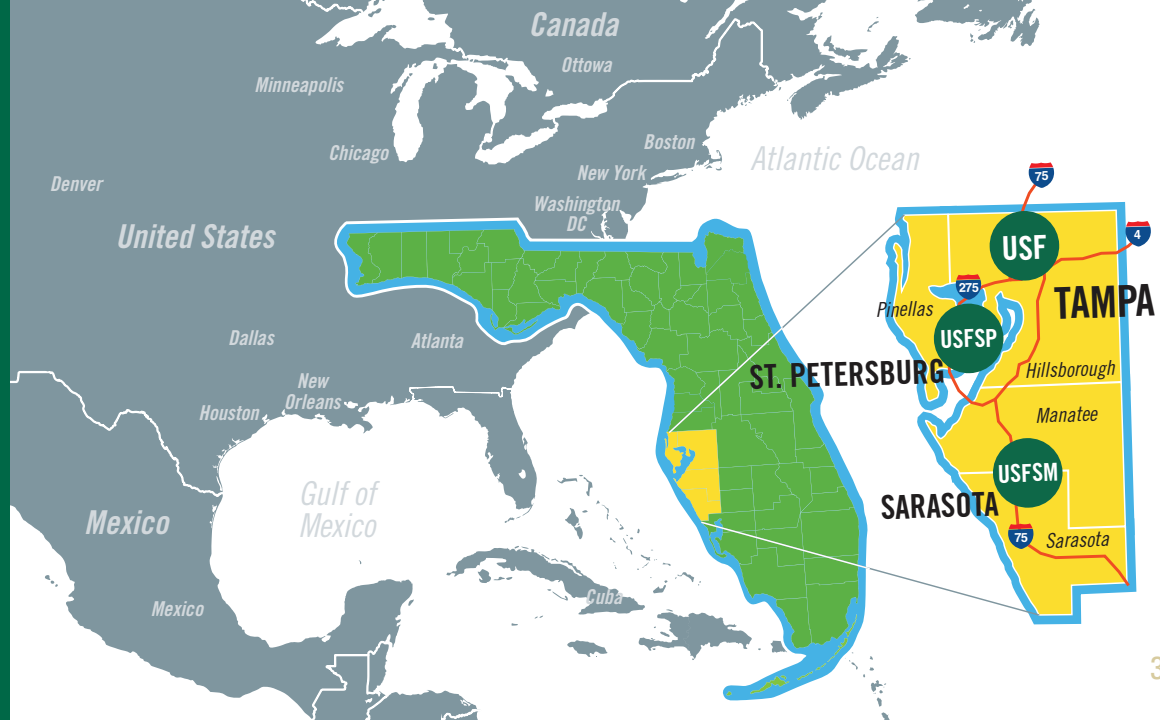 Canada
Ottowa
Minneapolis
Boston
Chicago
Atlantic Ocean
New York
75
Denver
Washington
DC
United States
USF
4
275
TAMPA
Pinellas
USFSP
Dallas
Atlanta
ST. PETERSBURG
Hillsborough
New
Orleans
Houston
Manatee
USFSM
Gulf of
Mexico
SARASOTA
Mexico
75
Sarasota
Cuba
Mexico
3